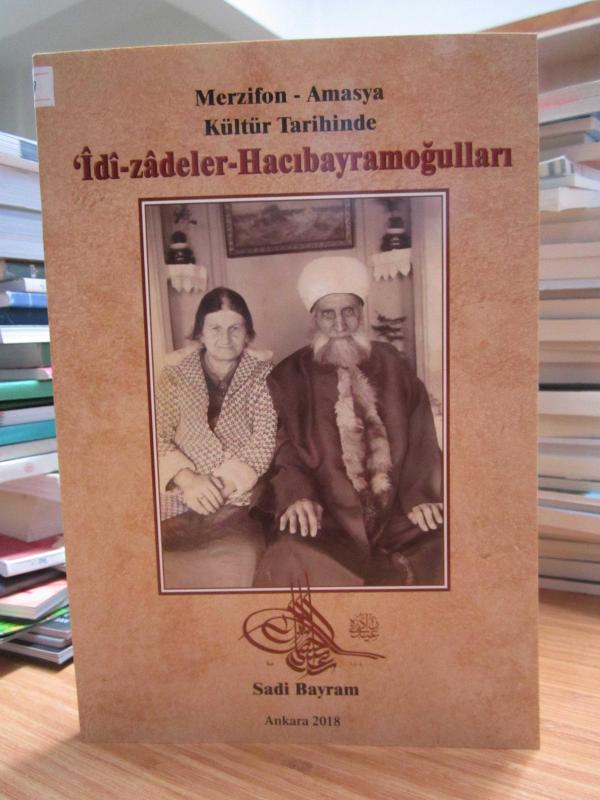 Merzifon - Amasya
Kültür Tarihinde
‘Îdî-zâdeler-Hacıbayramoğulları
Sadi Bayram
Ankara 2018